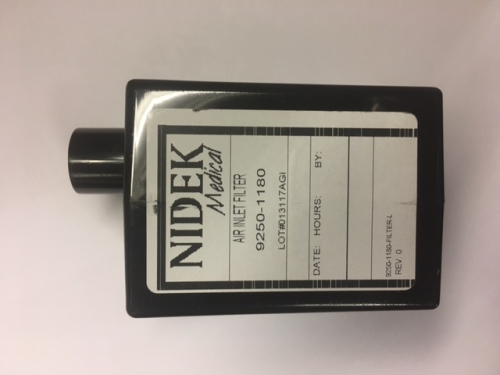 NIDEK
Medical
AIR INLET FILTER
9250-1180
LOT#013117AGI
DATE: HOURS: BY:
9250-1180-FILTER-L
REV. 0